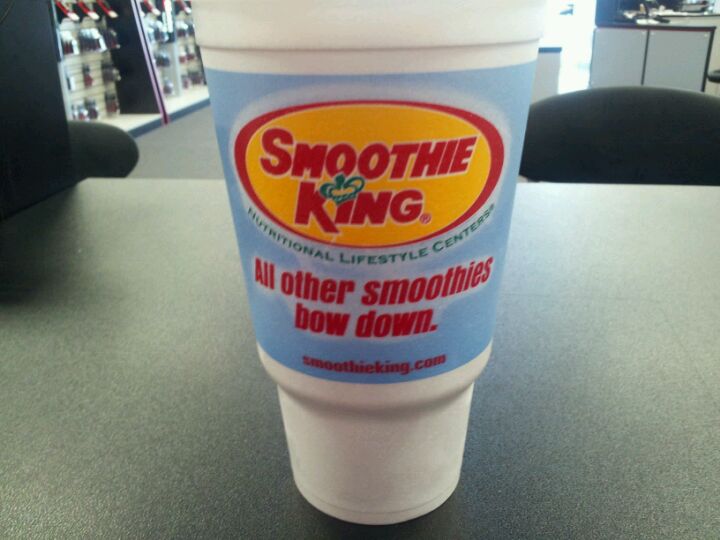 SMOOTHIE
KING®
NUTRITIONAL LIFESTYLE CENTERS®
All other smoothies
bow down.
smoothieking.com